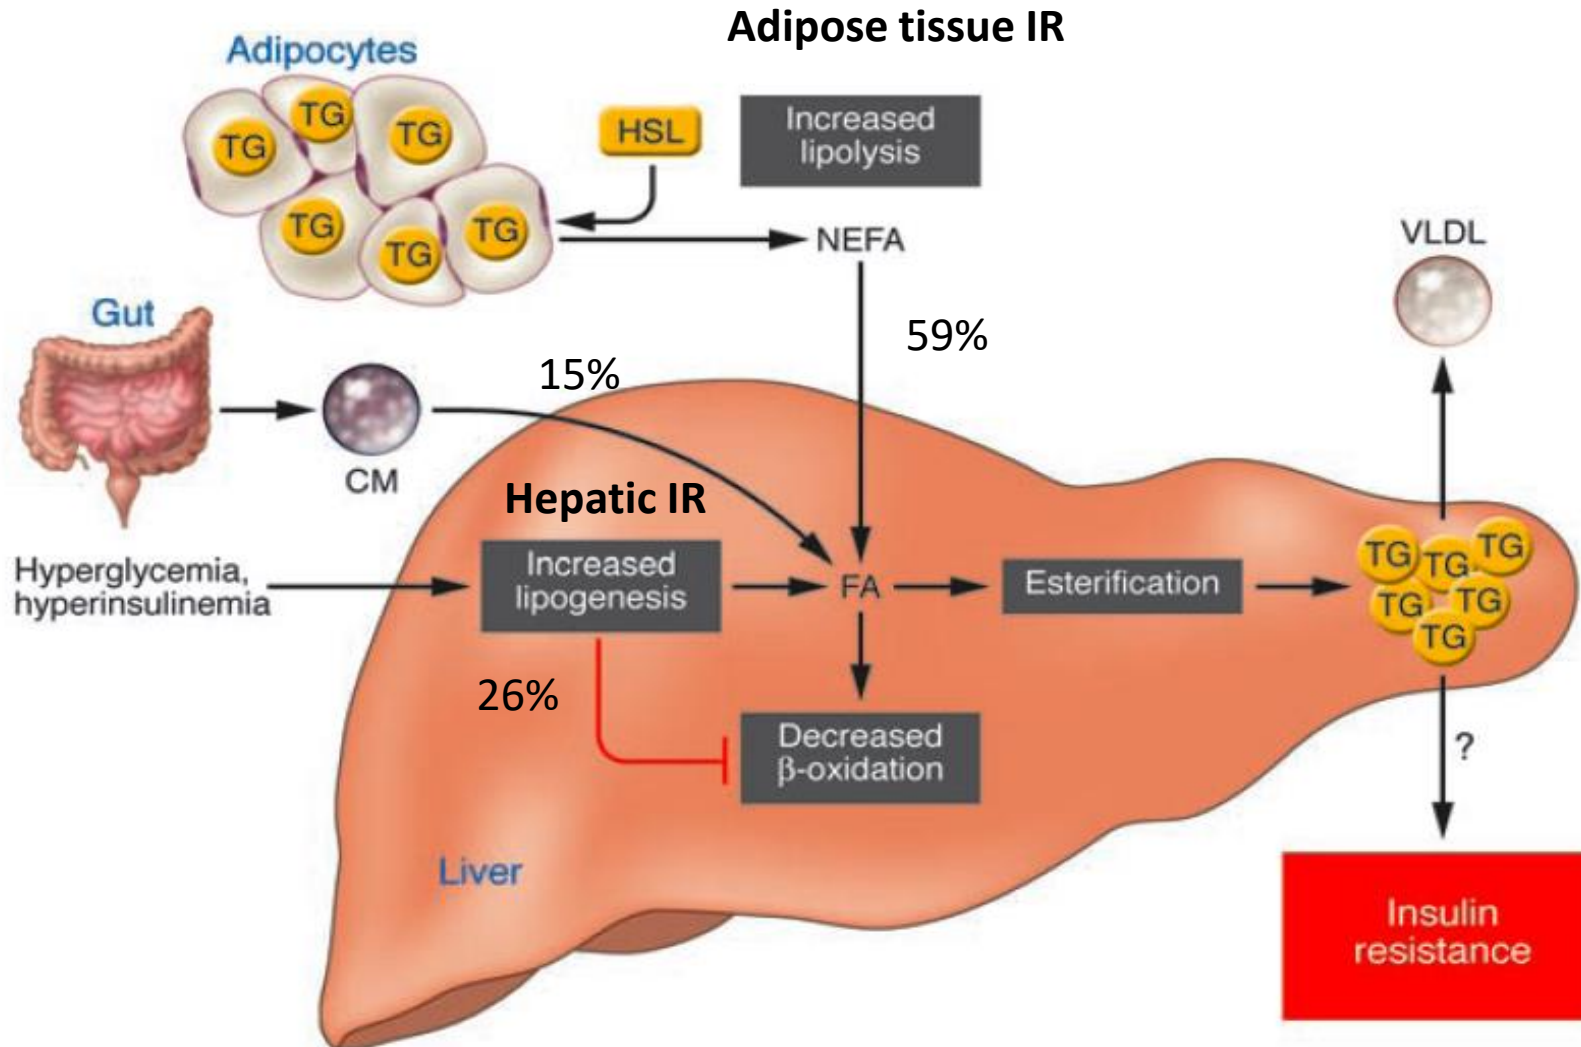 Adipose tissue IR
Adipocytes
TG
TG
TG
TG
TG
TG
HSL
Increased
lipolysis
NEFA
VLDL
Gut
59%
15%
CM
Hepatic IR
Hyperglycemia,
hyperinsulinemia
Increased
lipogenesis
FA
Esterification
TG
TG
TG
TG
TG
TG
26%
Decreased
β-oxidation
?
Liver
Insulin
resistance